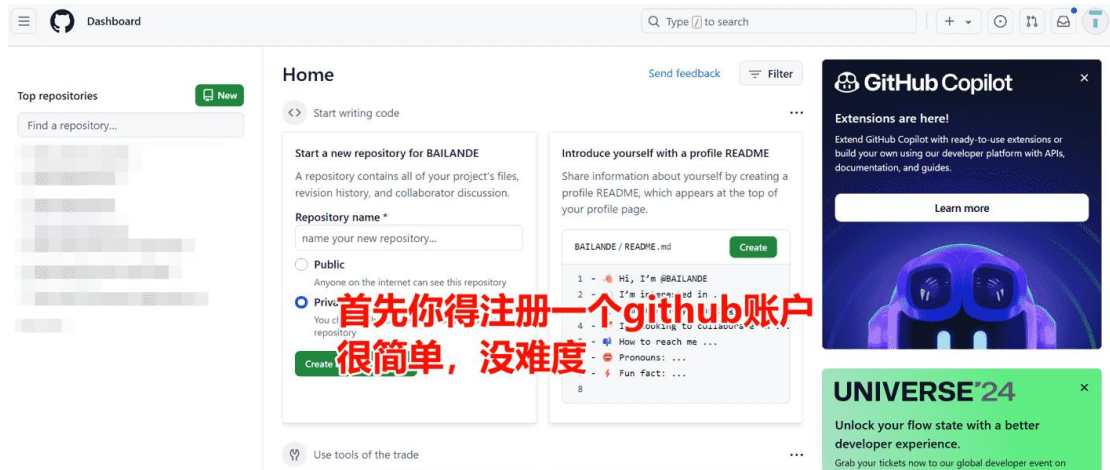 Dashboard
Type / to search
Top repositories
New
Find a repository...
Home
Send feedback
Filter
Start writing code
Start a new repository for BAILANDE
A repository contains all of your project's files,
revision history, and collaborator discussion.
Repository name *
name your new repository...
Public
Anyone on the internet can see this repository
repository
Create
Introduce yourself with a profile README
Share information about yourself by creating a
profile README, which appears at the top of
your profile page.
BAILANDE / README.md
Create
1 - Hi, I'm @BAILANDE
2 - I'm interested in ...
4 - looking to collaborate
- How to reach me ...
- Pronouns: ...
- Fun fact: ...
8
首先你得注册一个github账户
很简单，没难度
Use tools of the trade
GitHub Copilot
Extensions are here!
Extend GitHub Copilot with ready-to-use extensions or
build your own using our developer platform with APIs,
documentation, and guides.
Learn more
UNIVERSE'24
Unlock your flow state with a better
developer experience.
Grab your tickets now to our global developer event on